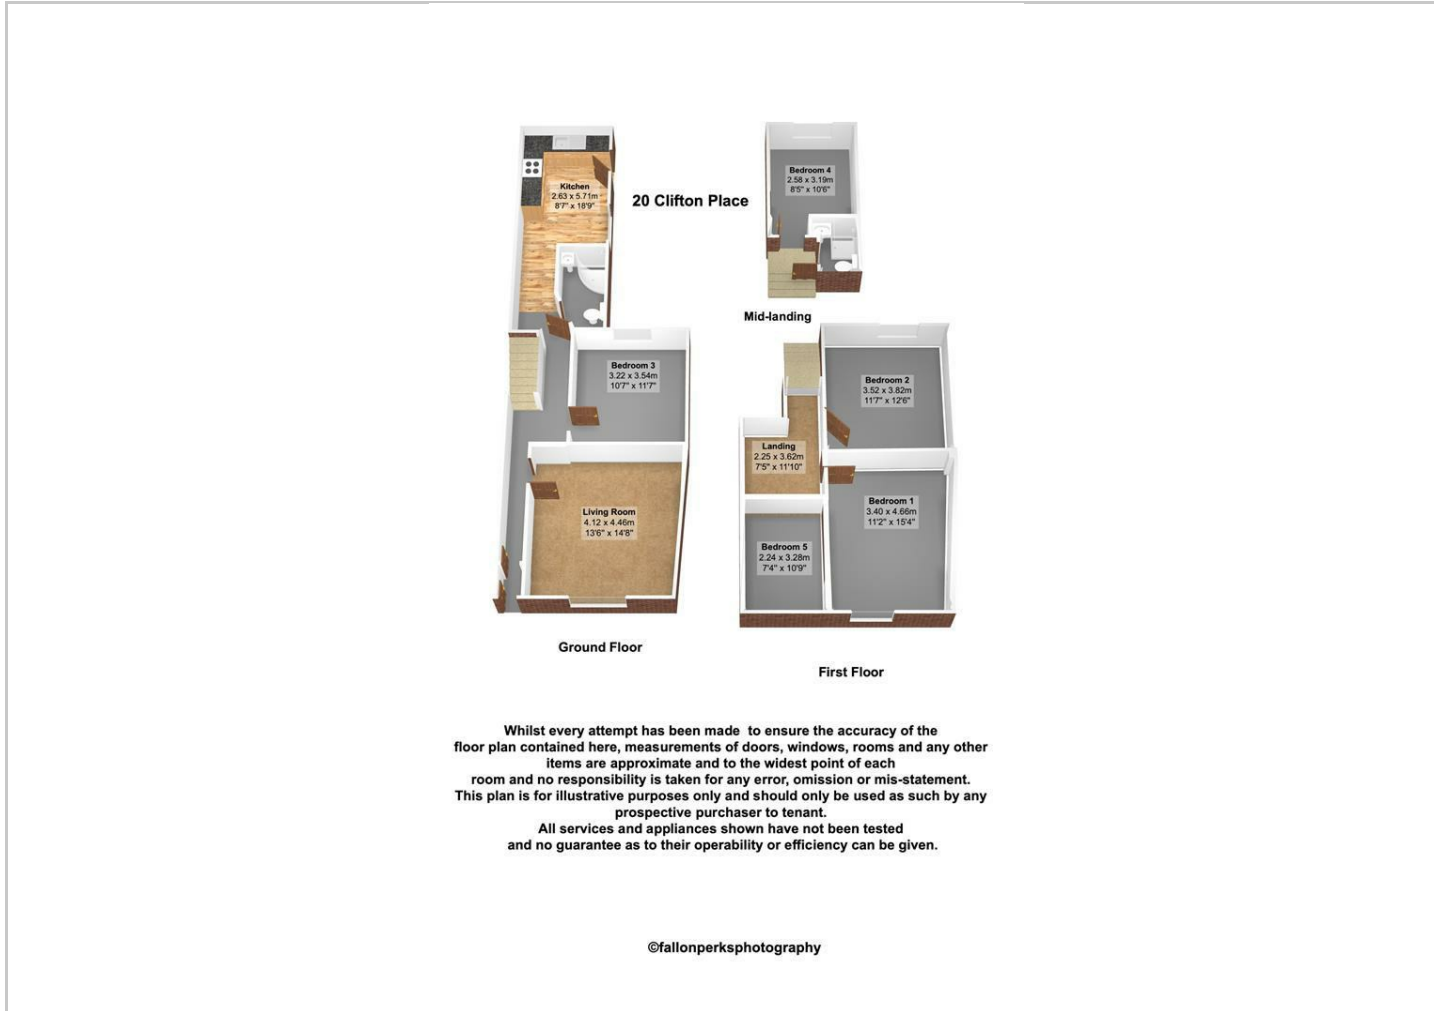 20 Clifton Place
Kitchen
2.63 x 5.71m
8'7" x 18'9"
Bedroom 3
3.22 x 3.54m
10'7" x 11'7"
Living Room
4.12 x 4.46m
13'6" x 14'8"
Ground Floor
Bedroom 4
2.58 x 3.19m
8'5" x 10'6"
Mid-landing
Bedroom 2
3.52 x 3.82m
11'7" x 12'6"
Landing
2.25 x 3.62m
7'5" x 11'10"
Bedroom 1
3.40 x 4.66m
11'2" x 15'4"
Bedroom 5
2.24 x 3.28m
7'4" x 10'9"
First Floor
Whilst every attempt has been made to ensure the accuracy of the
floor plan contained here, measurements of doors, windows, rooms and any other
items are approximate and to the widest point of each
room and no responsibility is taken for any error, omission or mis-statement.
This plan is for illustrative purposes only and should only be used as such by any
prospective purchaser to tenant.
All services and appliances shown have not been tested
and no guarantee as to their operability or efficiency can be given.
©fallonperksphotography